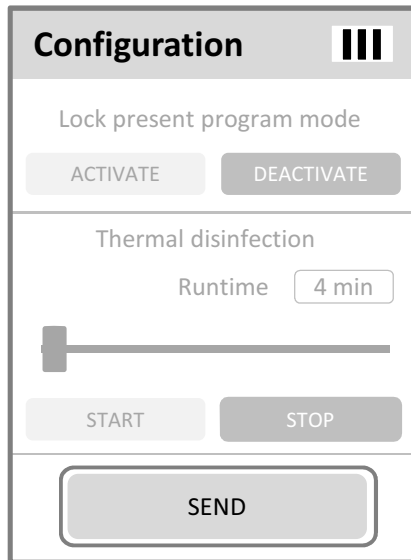 Configuration
Lock present program mode
ACTIVATE DEACTIVATE
Thermal disinfection
Runtime 4 min
START STOP
SEND